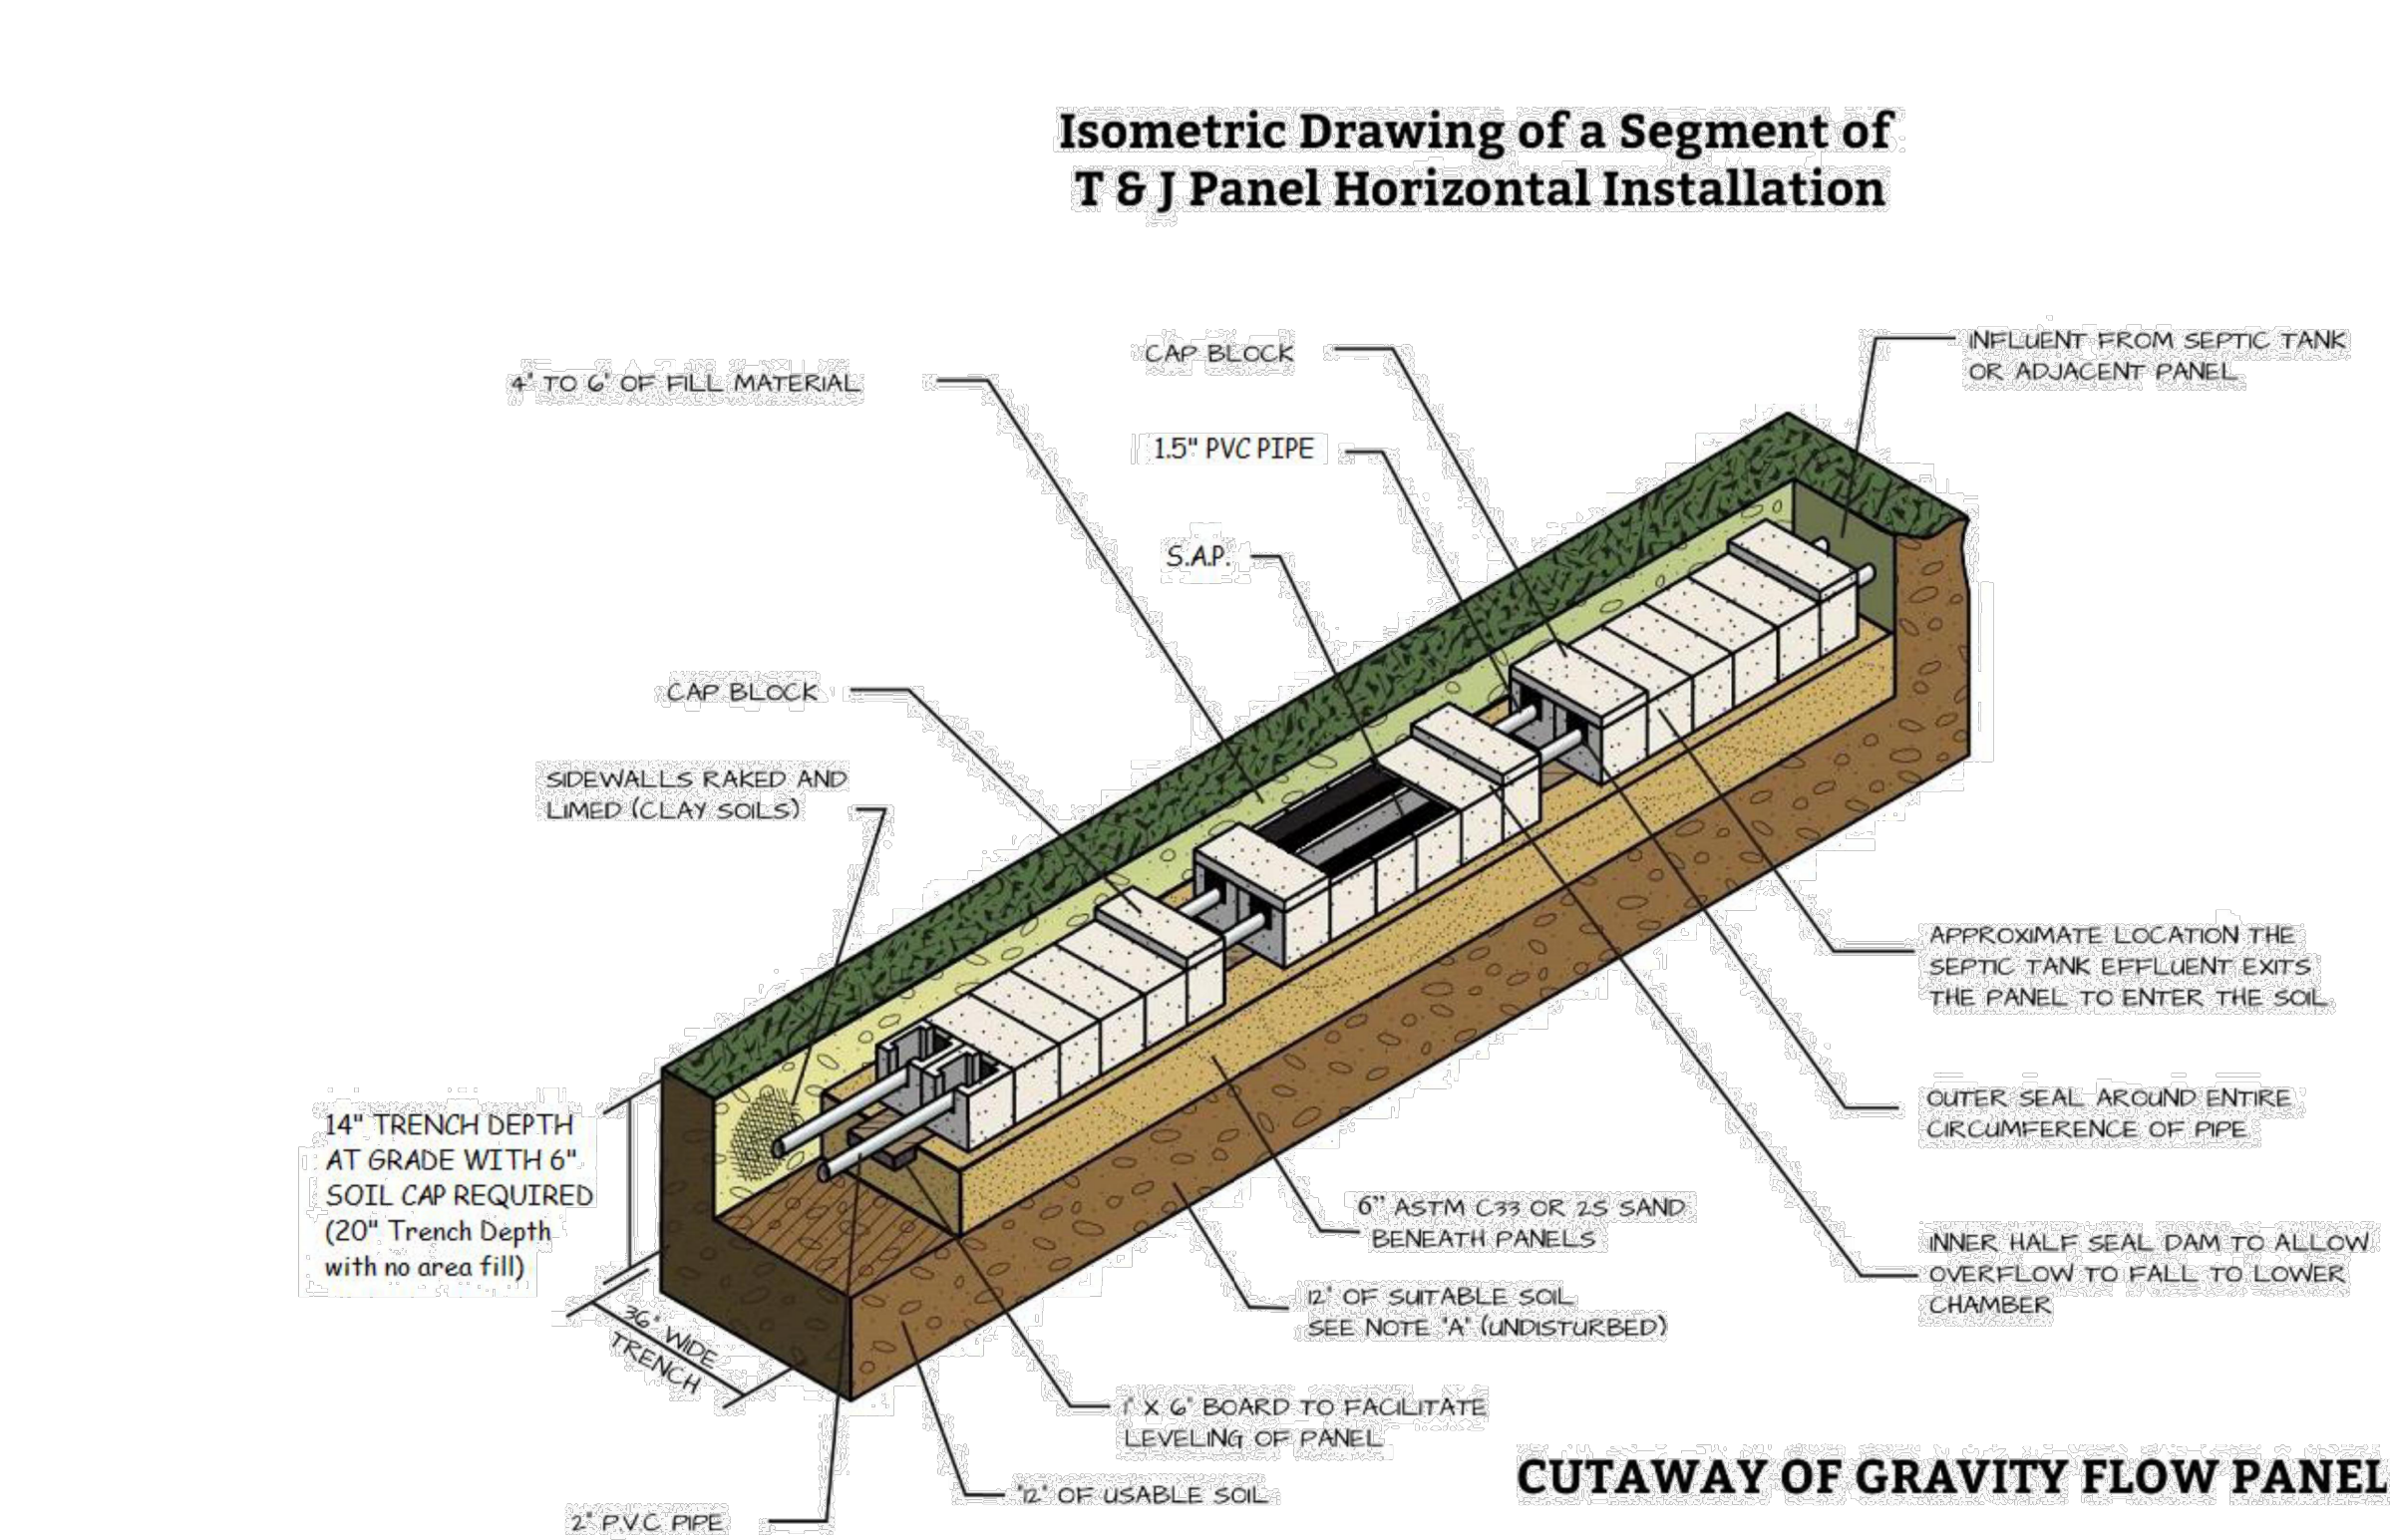 Isometric Drawing of a Segment of
T & J Panel Horizontal Installation
INFLUENT FROM SEPTIC TANK
OR ADJACENT PANEL
CAP BLOCK
4" TO 6" OF FILL MATERIAL
1.5" PVC PIPE
S.A.P.
CAP BLOCK
SIDEWALLS RAKED AND
LIMED (CLAY SOILS)
APPROXIMATE LOCATION THE
SEPTIC TANK EFFLUENT EXITS
THE PANEL TO ENTER THE SOIL
OUTER SEAL AROUND ENTIRE
CIRCUMFERENCE OF PIPE
14" TRENCH DEPTH
AT GRADE WITH 6"
SOIL CAP REQUIRED
(20" Trench Depth
with no area fill)
6" ASTM C33 OR 2S SAND
BENEATH PANELS
INNER HALF SEAL DAM TO ALLOW
OVERFLOW TO FALL TO LOWER
CHAMBER
12" OF SUITABLE SOIL
SEE NOTE "A" (UNDISTURBED)
36" WIDE
TRENCH
1" X 6" BOARD TO FACILITATE
LEVELING OF PANEL
12" OF USABLE SOIL
2" P.V.C PIPE
CUTAWAY OF GRAVITY FLOW PANEL